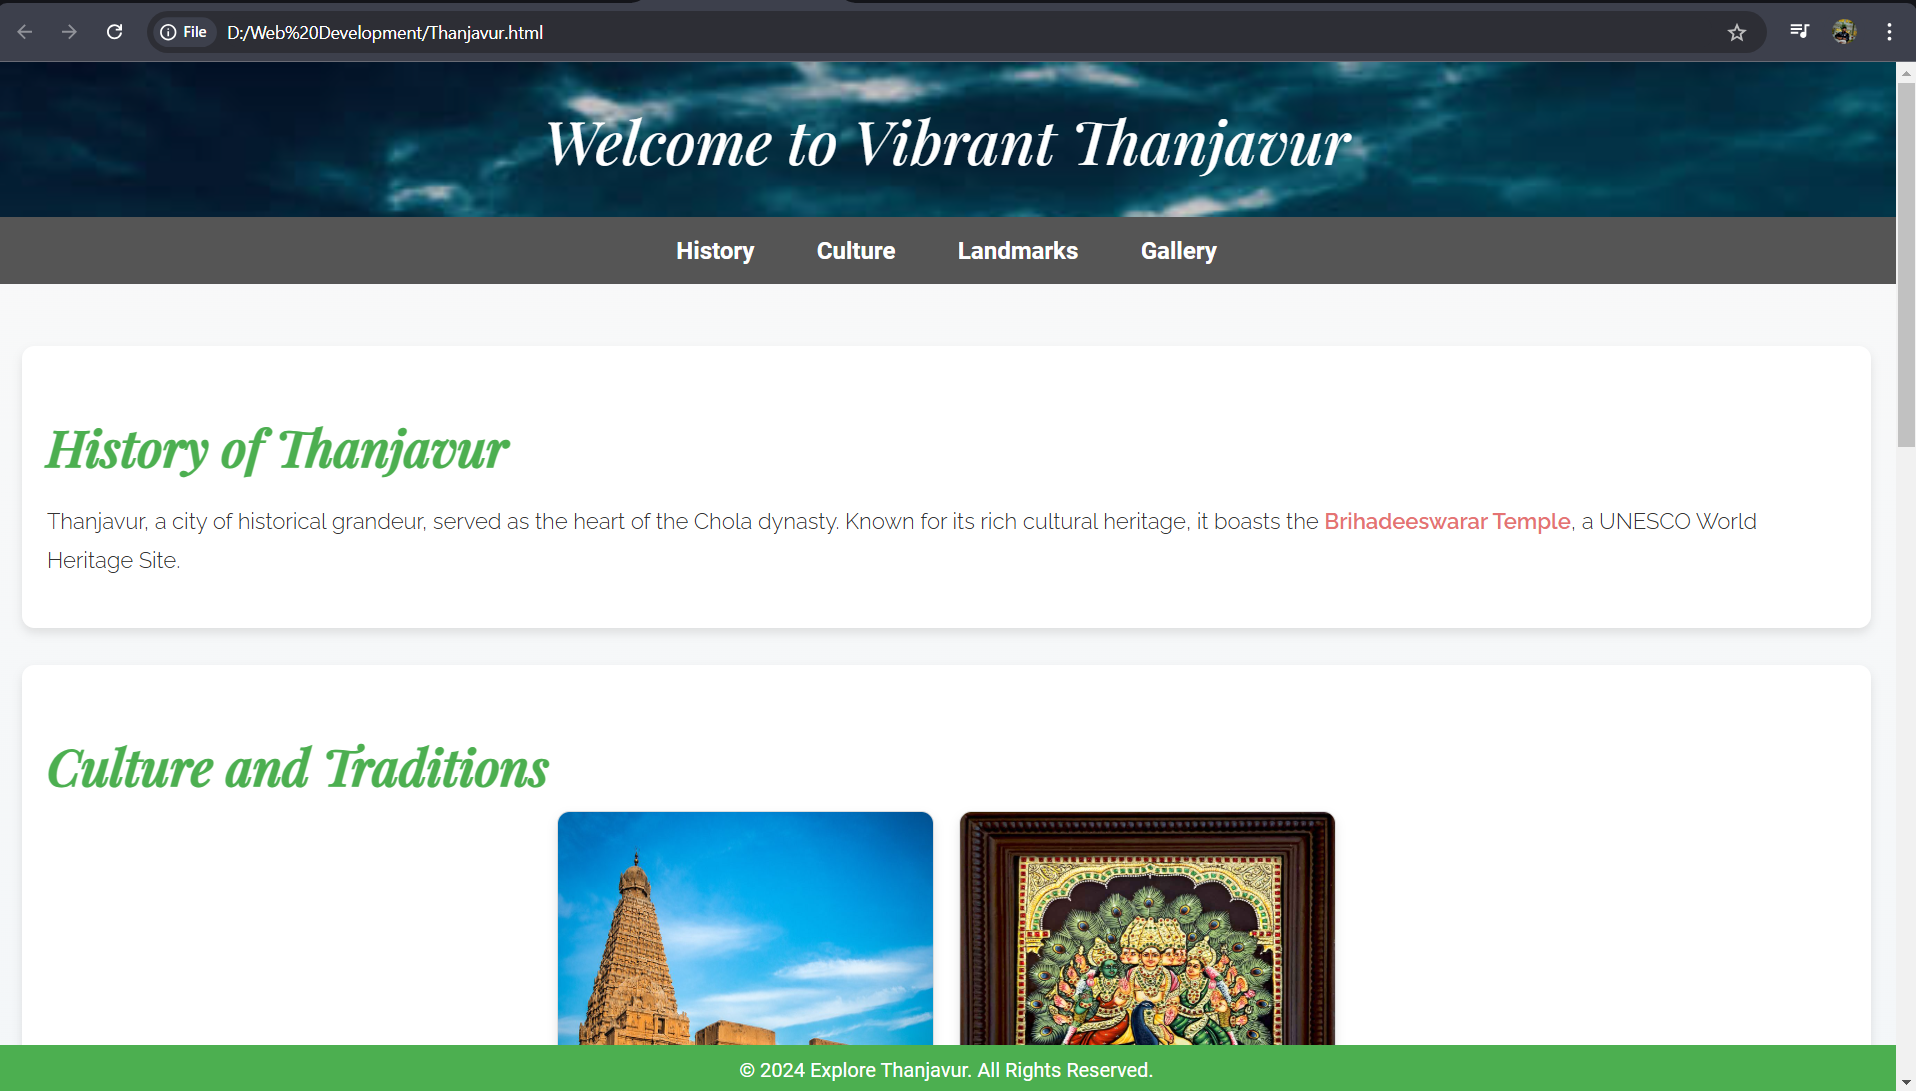 File D:/Web%20Development/Thanjavur.html
Welcome to Vibrant Thanjavur
History Culture Landmarks Gallery
History of Thanjavur
Thanjavur, a city of historical grandeur, served as the heart of the Chola dynasty. Known for its rich cultural heritage, it boasts the Brihadeeswarar Temple, a UNESCO World
Heritage Site.
Culture and Traditions
© 2024 Explore Thanjavur. All Rights Reserved.